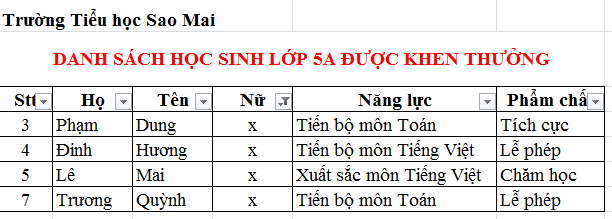 Trường Tiểu học Sao Mai
DANH SÁCH HỌC SINH LỚP 5A ĐƯỢC KHEN THƯỞNG
Stt Họ Tên Nữ Năng lực Phẩm chấ
3 Phạm Dung x Tiến bộ môn Toán Tích cực
4 Đinh Hương x Tiến bộ môn Tiếng Việt Lễ phép
5 Lê Mai x Xuất sắc môn Tiếng Việt Chăm học
7 Trương Quỳnh x Tiến bộ môn Toán Lễ phép